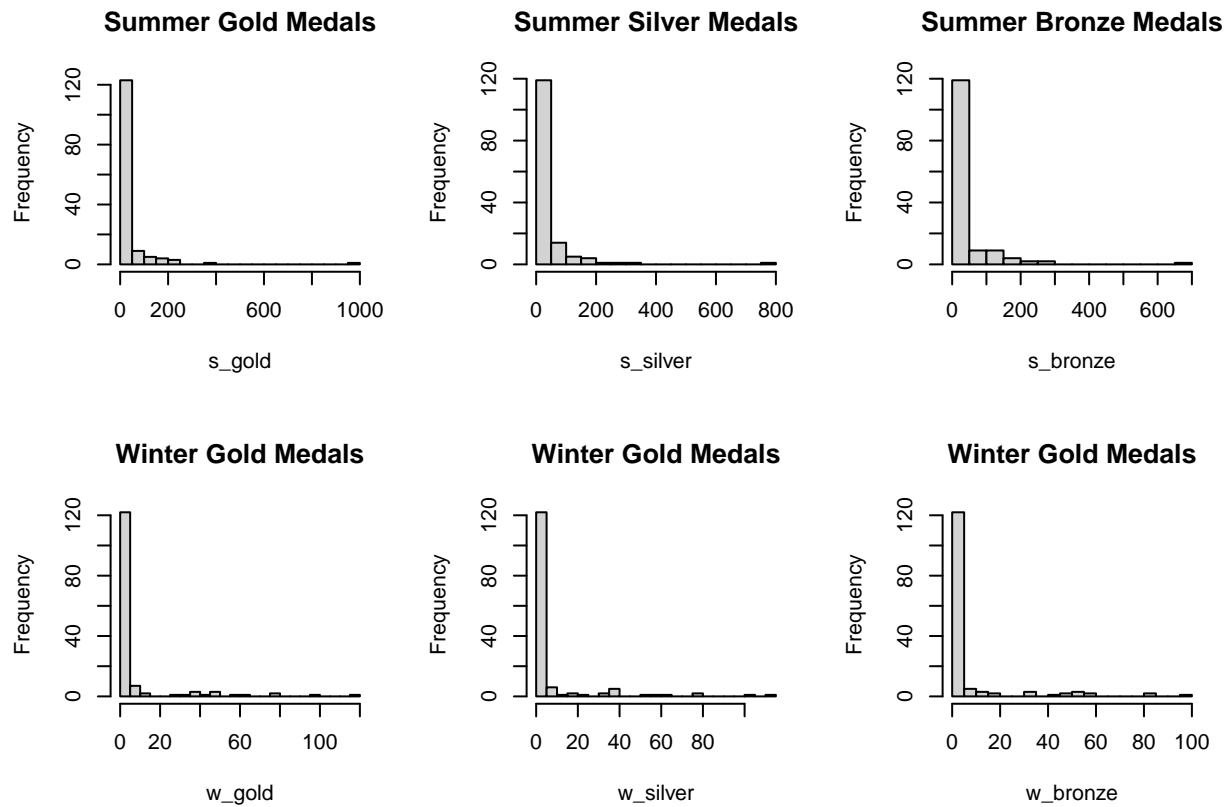 Summer Gold Medals
Frequency
0 40 80 120
0 200 600 1000
s_gold
Summer Silver Medals
Frequency
0 40 80 120
0 200 400 600 800
s_silver
Summer Bronze Medals
Frequency
0 40 80 120
0 200 400 600
s_bronze
Winter Gold Medals
Frequency
0 40 80 120
0 20 60 100
w_gold
Winter Gold Medals
Frequency
0 40 80 120
0 20 40 60 80
w_silver
Winter Gold Medals
Frequency
0 40 80 120
0 20 40 60 80 100
w_bronze